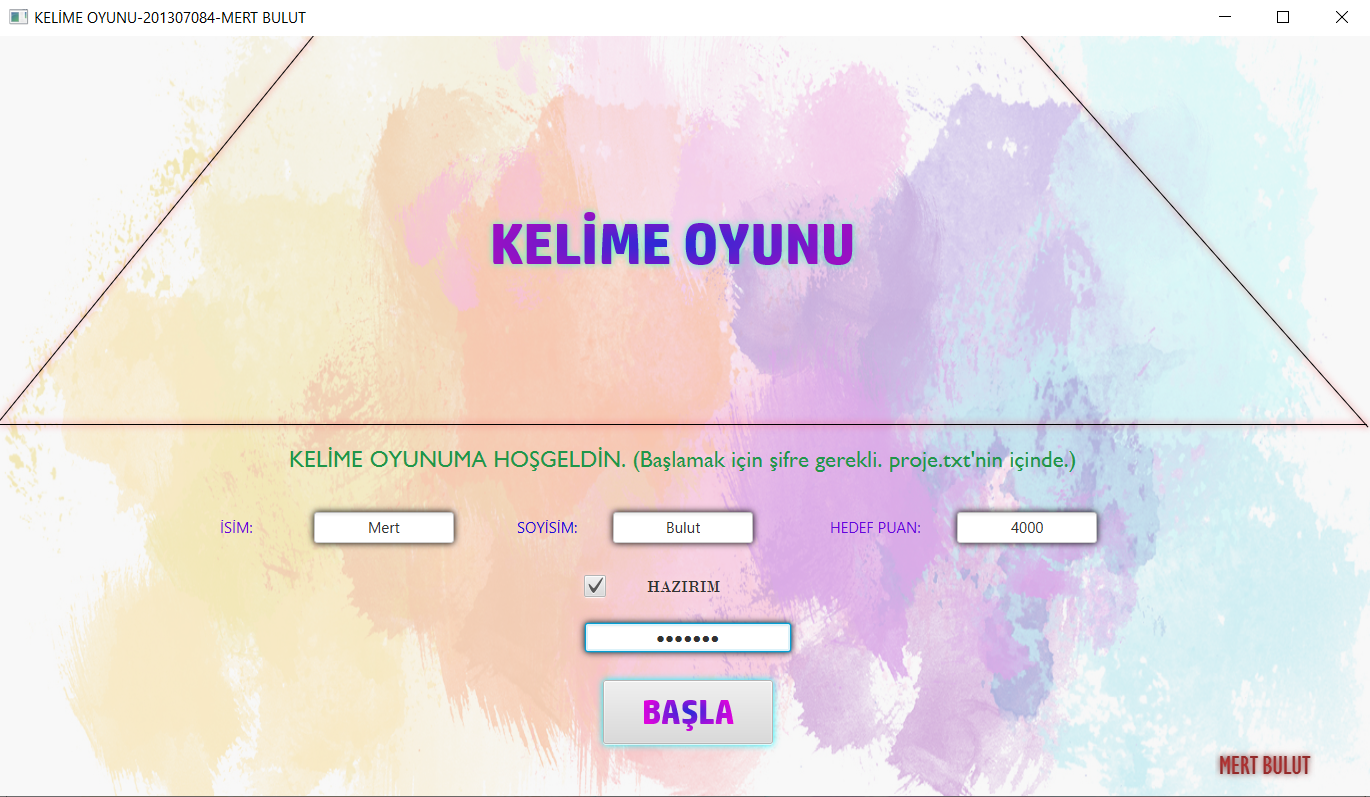 KELİME OYUNU-201307084-MERT BULUT
KELİME OYUNU
KELİME OYUNUMA HOŞGELDİN. (Başlamak için şifre gerekli. proje.txt'nin içinde.)
İSİM: Mert SOYİSİM: Bulut HEDEF PUAN: 4000
HAZIRIM
•••••••
BAŞLA
MERT BULUT